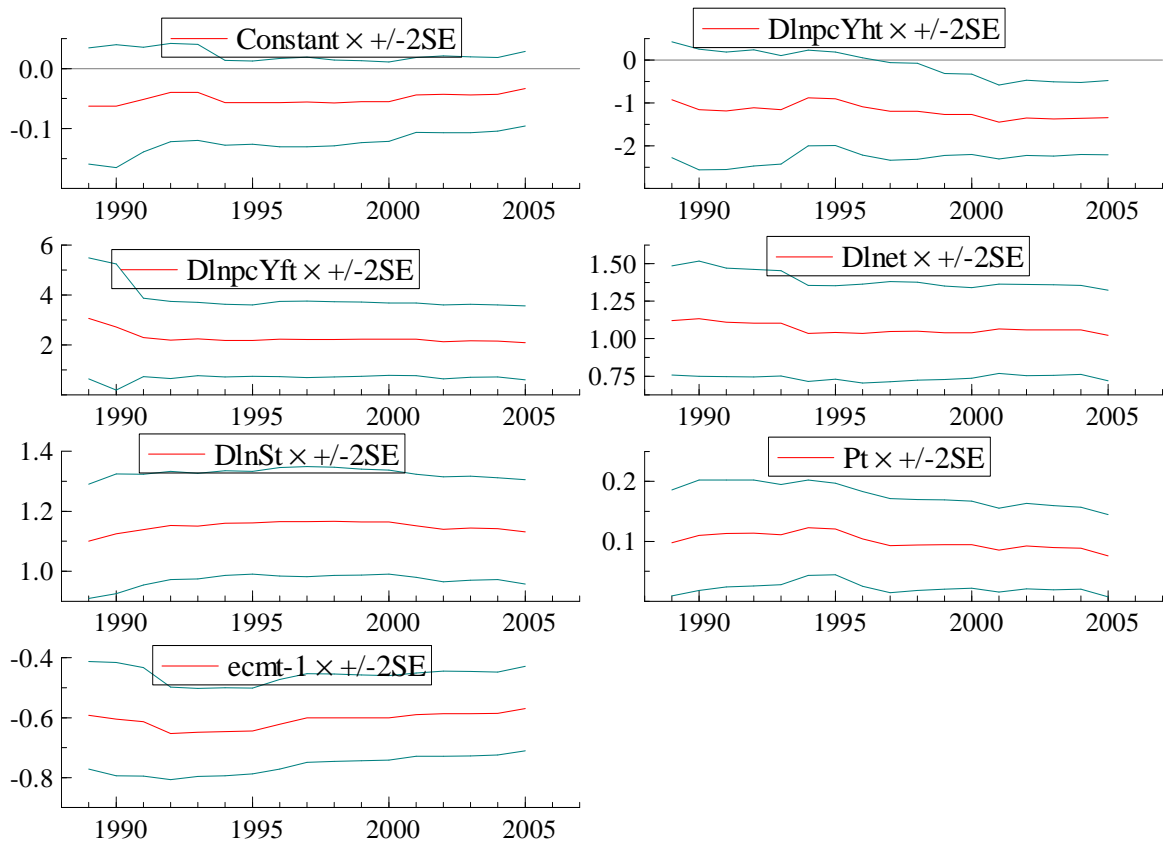 Constant × +/-2SE
0.0
-0.1
1990 1995 2000 2005
DlnpcYht × +/-2SE
0
-1
-2
1990 1995 2000 2005
DlnpcYft × +/-2SE
6
4
2
1990 1995 2000 2005
Dlnet × +/-2SE
1.50
1.25
1.00
0.75
1990 1995 2000 2005
DlnSt × +/-2SE
1.4
1.2
1.0
1990 1995 2000 2005
Pt × +/-2SE
0.2
0.1
1990 1995 2000 2005
ecmt-1 × +/-2SE
-0.4
-0.6
-0.8
1990 1995 2000 2005